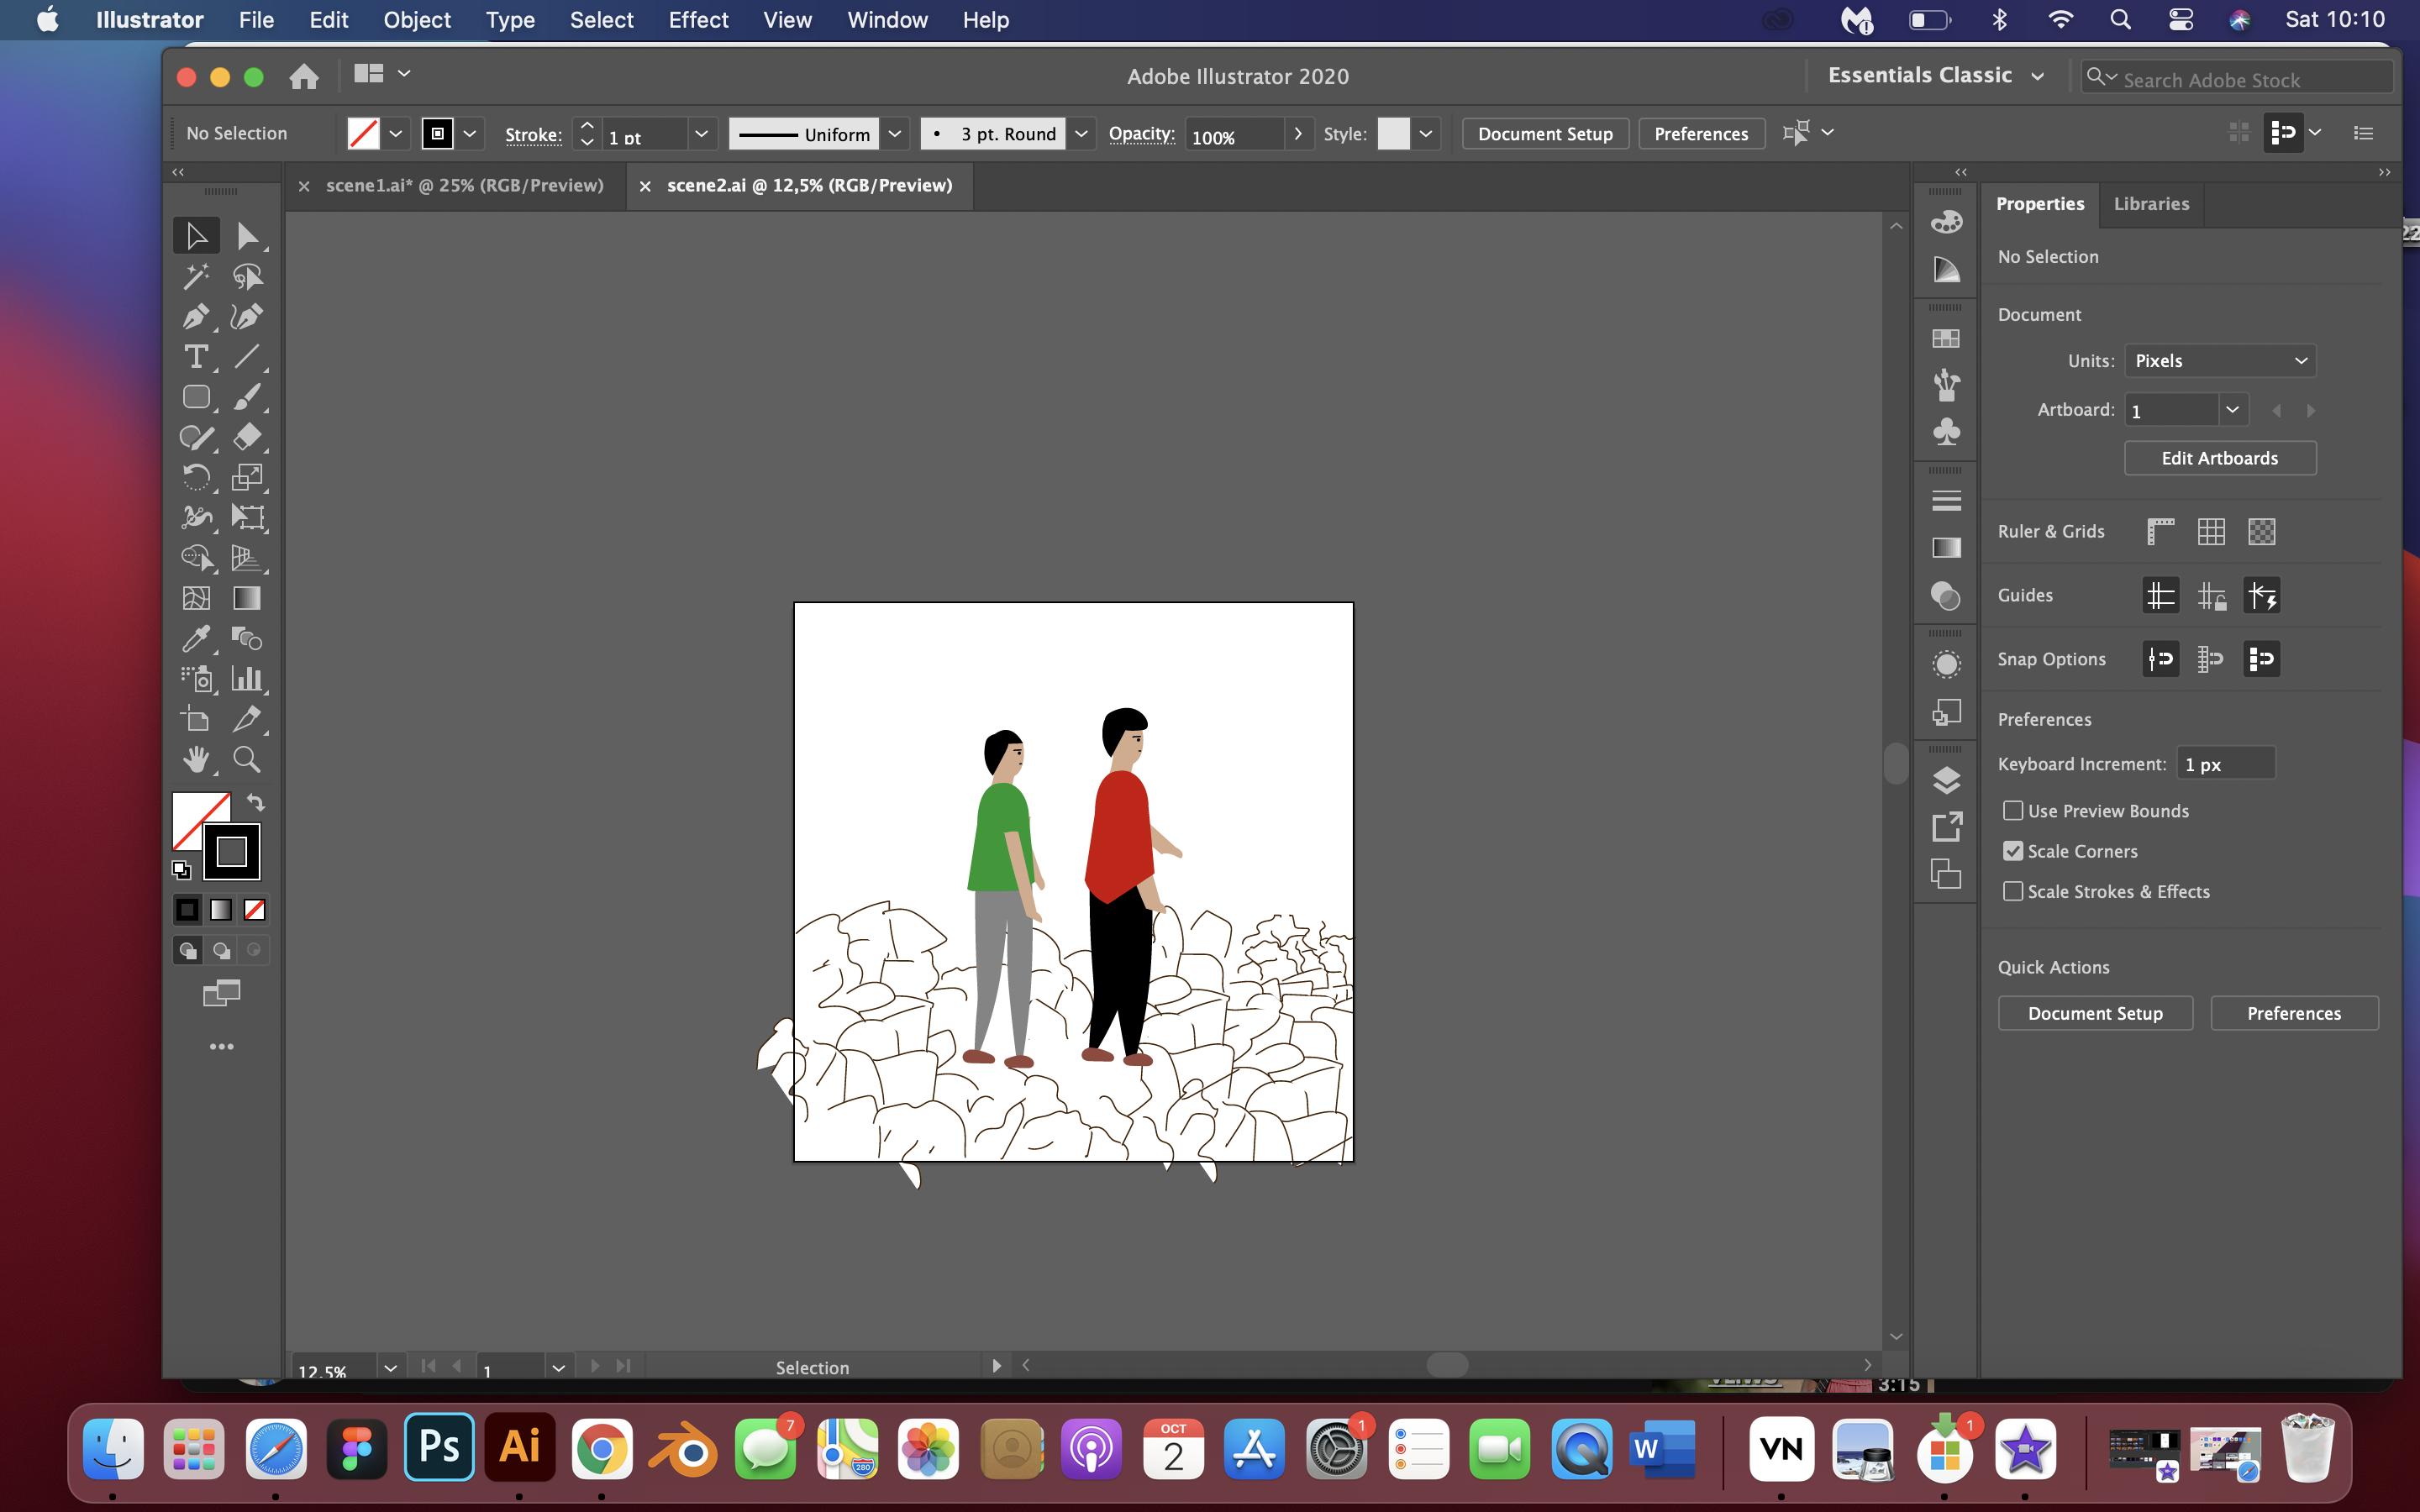 Illustrator File Edit Object Type Select Effect View Window Help Sat 10:10
Adobe Illustrator 2020 Essentials Classic Search Adobe Stock
No Selection Stroke: 1 pt Uniform 3 pt. Round Opacity: 100% Style: Document Setup Preferences
scene1.ai* @ 25% (RGB/Preview) scene2.ai @ 12,5% (RGB/Preview)
Properties Libraries
No Selection
Document
Units: Pixels
Artboard: 1
Edit Artboards
Ruler & Grids
Guides
Snap Options
Preferences
Keyboard Increment: 1 px
Use Preview Bounds
Scale Corners
Scale Strokes & Effects
Quick Actions
Document Setup Preferences
12,5% 1 Selection
3:15
Ps Ai 7 280 OCT 2 1 W VN 1